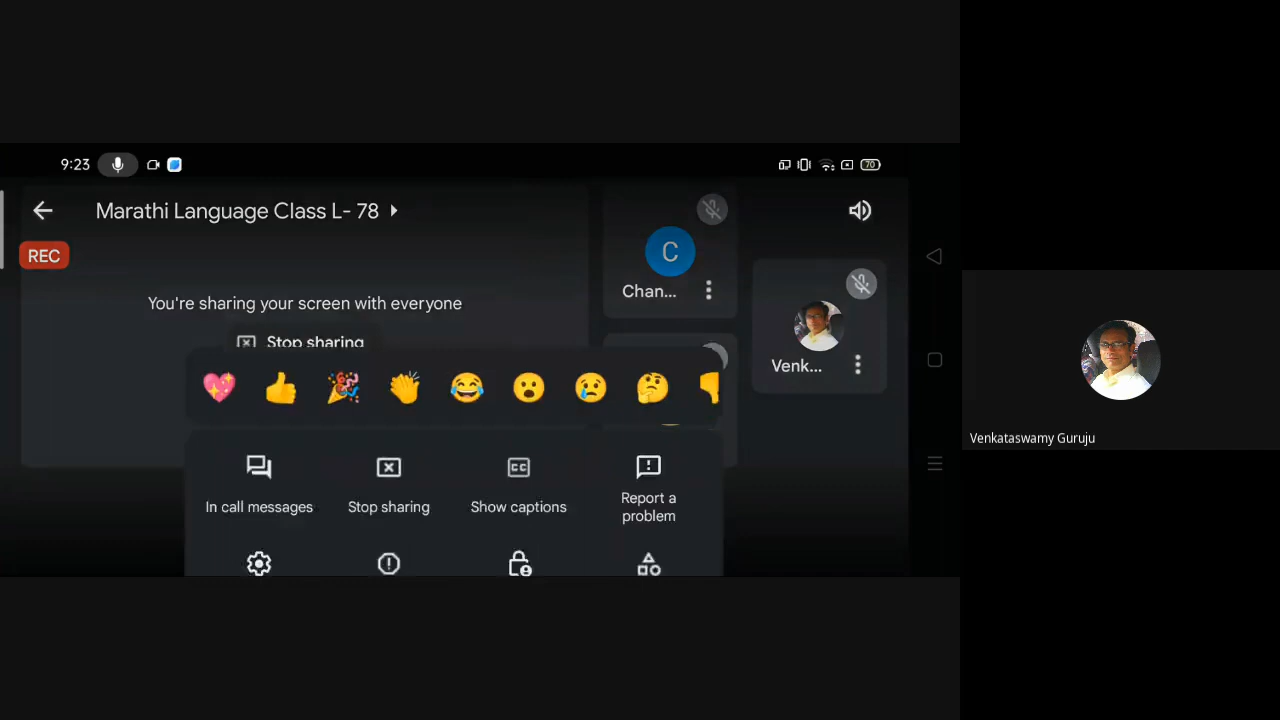 9:23
70
Marathi Language Class L- 78
REC
C
Chan...
You're sharing your screen with everyone
Stop sharing
Venk...
In call messages
Stop sharing
CC
Show captions
Report a
problem
Venkataswamy Guruju